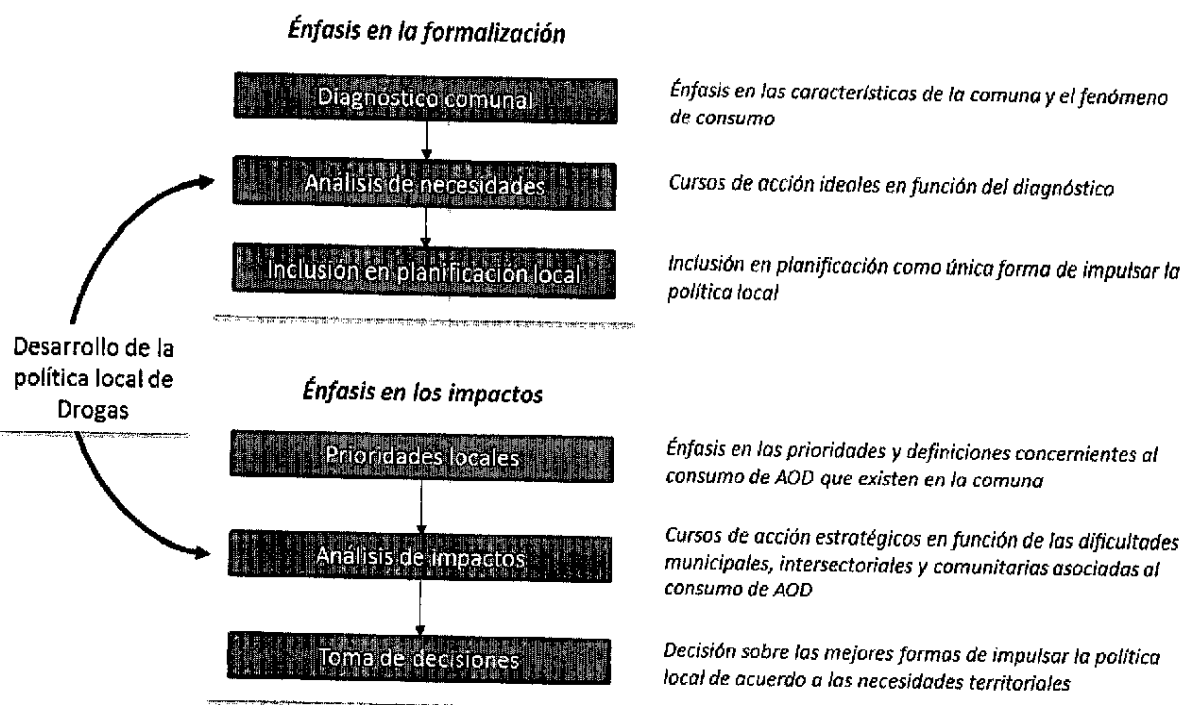 Énfasis en la formalización
Diagnóstico comunal
Énfasis en las características de la comuna y el fenómeno
de consumo
Análisis de necesidades
Cursos de acción ideales en función del diagnóstico
Inclusión en planificación local
Inclusión en planificación como única forma de impulsar la
política local
Desarrollo de la
política local de
Drogas
Énfasis en los impactos
Prioridades locales
Énfasis en las prioridades y definiciones concernientes al
consumo de AOD que existen en la comuna
Análisis de impactos
Cursos de acción estratégicos en función de las dificultades
municipales, intersectoriales y comunitarias asociadas al
consumo de AOD
Toma de decisiones
Decisión sobre las mejores formas de impulsar la política
local de acuerdo a las necesidades territoriales